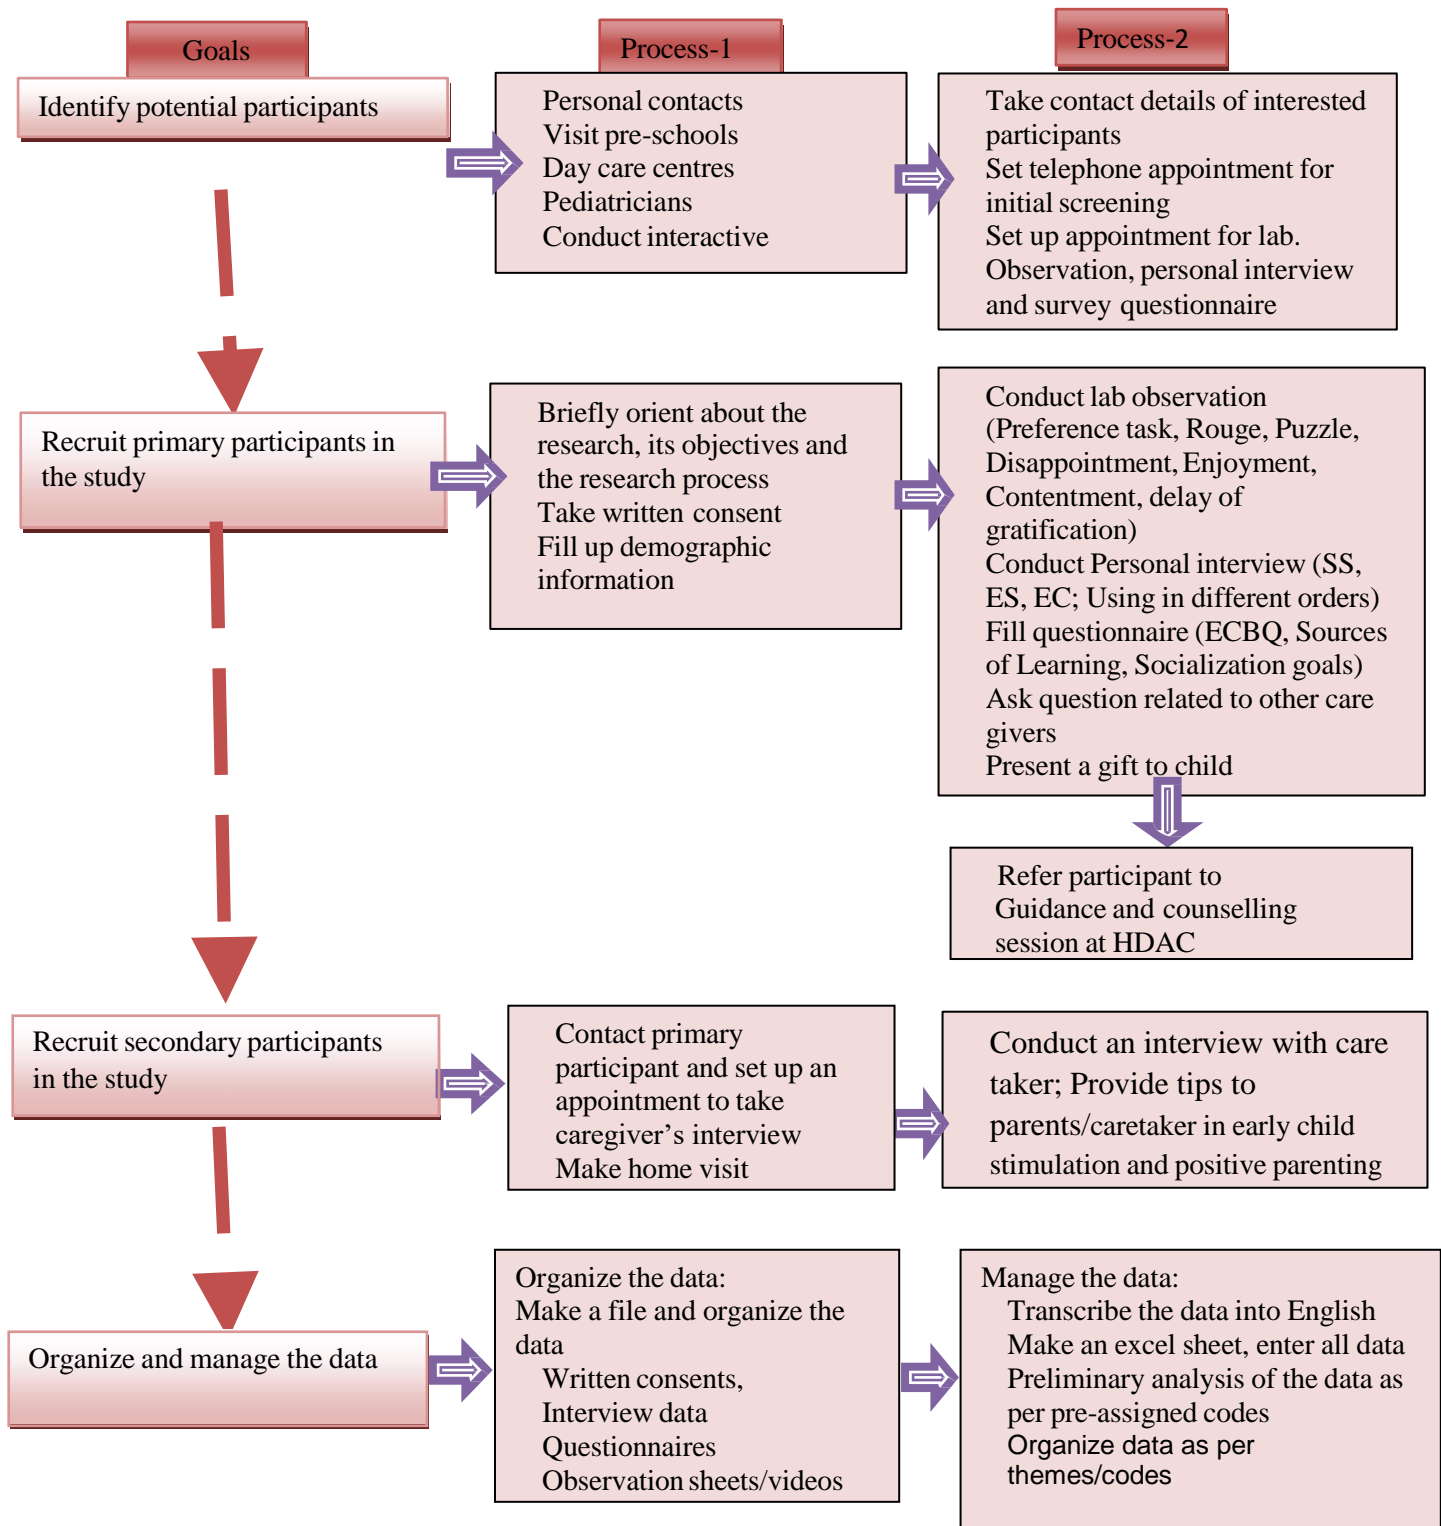 Goals
Process-1
Process-2
Identify potential participants
Personal contacts
Visit pre-schools
Day care centres
Pediatricians
Conduct interactive
Take contact details of interested
participants
Set telephone appointment for
initial screening
Set up appointment for lab.
Observation, personal interview
and survey questionnaire
Recruit primary participants in
the study
Briefly orient about the
research, its objectives and
the research process
Take written consent
Fill up demographic
information
Conduct lab observation
(Preference task, Rouge, Puzzle,
Disappointment, Enjoyment,
Contentment, delay of
gratification)
Conduct Personal interview (SS,
ES, EC; Using in different orders)
Fill questionnaire (ECBQ, Sources
of Learning, Socialization goals)
Ask question related to other care
givers
Present a gift to child
Refer participant to
Guidance and counselling
session at HDAC
Recruit secondary participants
in the study
Contact primary
participant and set up an
appointment to take
caregiver’s interview
Make home visit
Conduct an interview with care
taker; Provide tips to
parents/caretaker in early child
stimulation and positive parenting
Organize and manage the data
Organize the data:
Make a file and organize the
data
Written consents,
Interview data
Questionnaires
Observation sheets/videos
Manage the data:
Transcribe the data into English
Make an excel sheet, enter all data
Preliminary analysis of the data as
per pre-assigned codes
Organize data as per
themes/codes